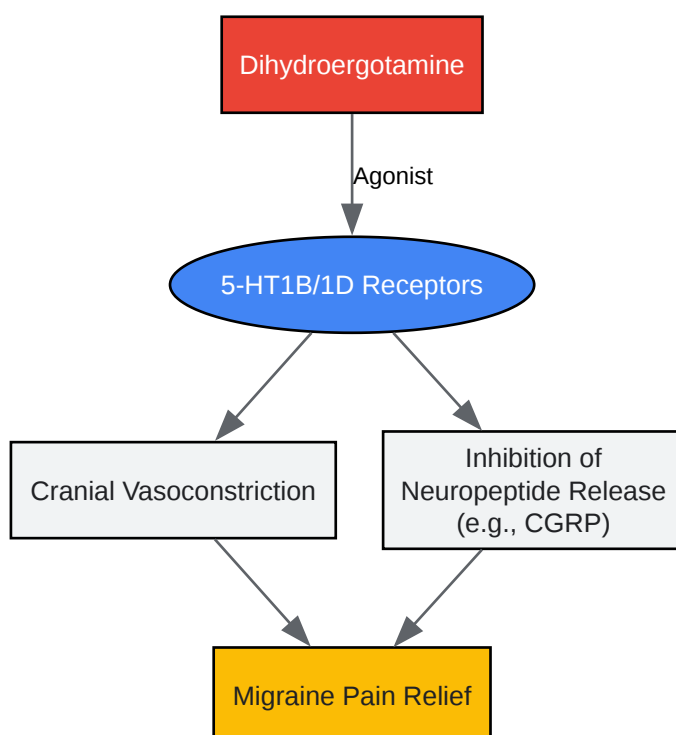 Dihydroergotamine
Agonist
5-HT1B/1D Receptors
Cranial Vasoconstriction
Inhibition of
Neuropeptide Release
(e.g., CGRP)
Migraine Pain Relief